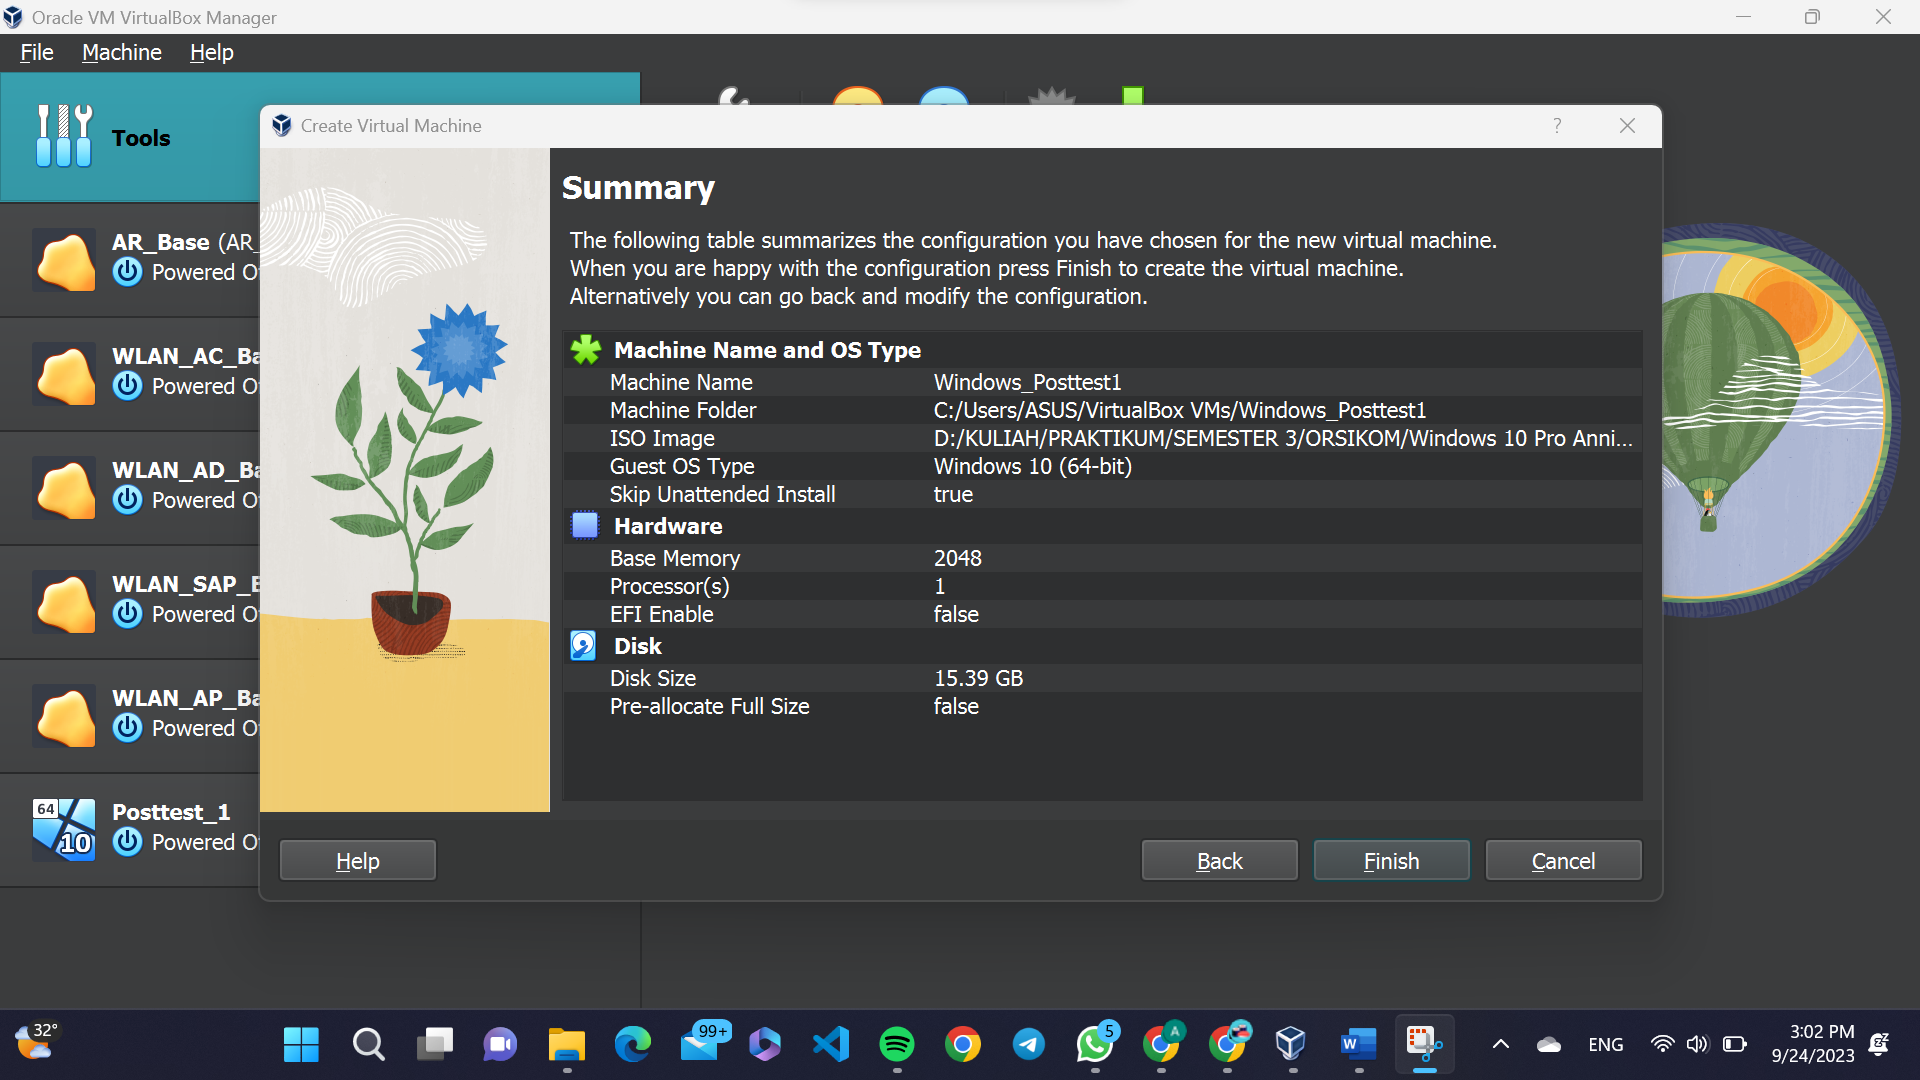 Oracle VM VirtualBox Manager
File Machine Help
Tools
AR_Base (AR_
Powered
WLAN_AC_Ba
Powered
WLAN_AD_Ba
Powered
WLAN_SAP_B
Powered
WLAN_AP_Ba
Powered
64
10
Posttest_1
Powered
Create Virtual Machine
?
Summary
The following table summarizes the configuration you have chosen for the new virtual machine.
When you are happy with the configuration press Finish to create the virtual machine.
Alternatively you can go back and modify the configuration.
Machine Name and OS Type
Machine Name Windows_Posttest1
Machine Folder C:/Users/ASUS/VirtualBox VMs/Windows_Posttest1
ISO Image D:/KULIAH/PRAKTIKUM/SEMESTER 3/ORSIKOM/Windows 10 Pro Anni...
Guest OS Type Windows 10 (64-bit)
Skip Unattended Install true
Hardware
Base Memory 2048
Processor(s) 1
EFI Enable false
Disk
Disk Size 15.39 GB
Pre-allocate Full Size false
Help Back Finish Cancel
32°
99+
5
A
W
ENG
3:02 PM
9/24/2023